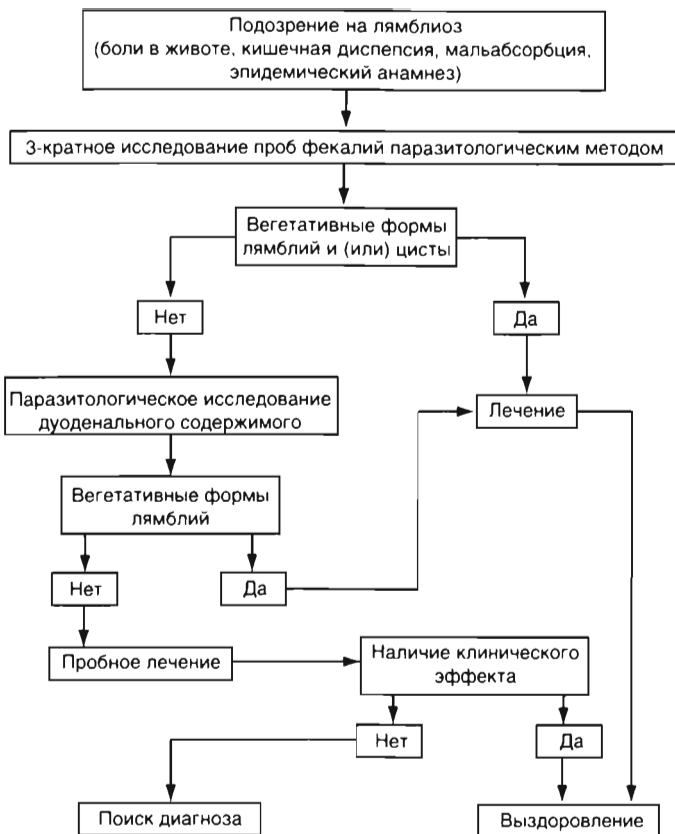 Подозрение на лямблиоз
(боли в животе, кишечная диспепсия, мальабсорбция,
эпидемический анамнез)
3-кратное исследование проб фекалий паразитологическим методом
Вегетативные формы
лямблий и (или) цисты
Нет
Да
Паразитологическое исследование
дуоденального содержимого
Лечение
Вегетативные формы
лямблий
Нет
Да
Пробное лечение
Наличие клинического
эффекта
Нет
Да
Поиск диагноза
Выздоровление